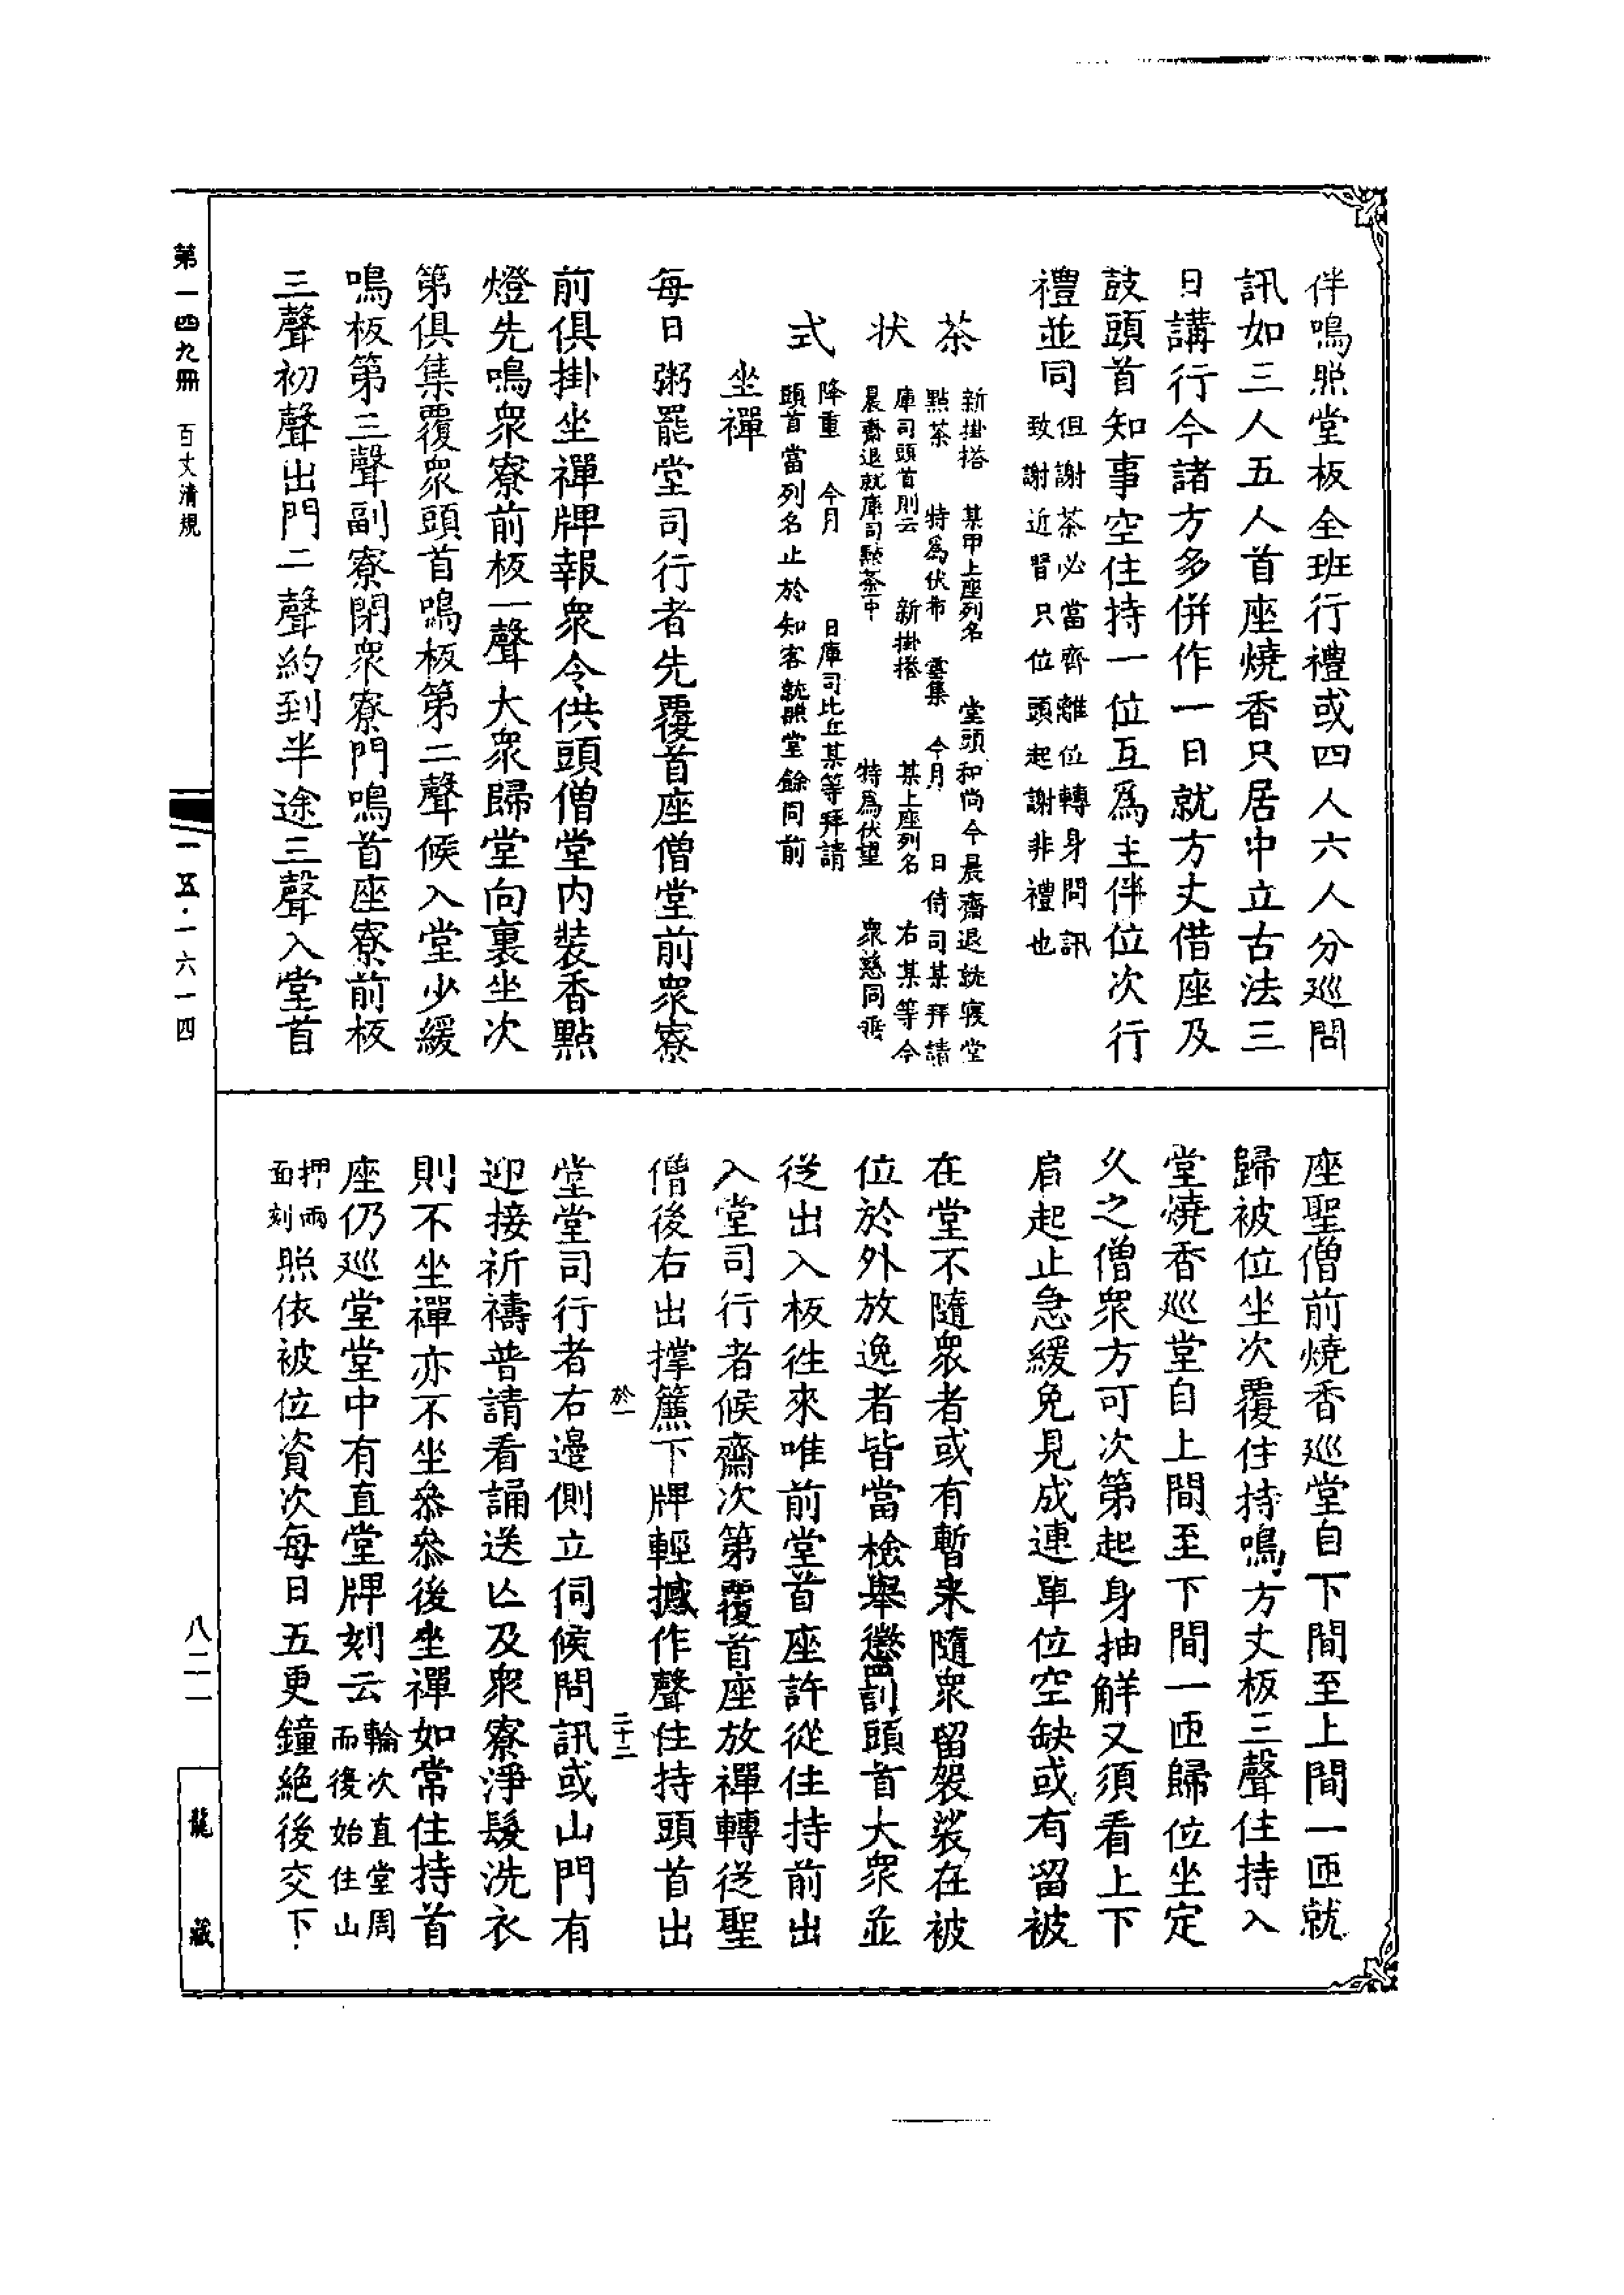 伴鳴照堂板全班行禮或四人六人分巡問
訊如三人五人首座燒香只居中立古法三
日講行今諸方多併作一日就方丈借座及
鼓頭首知事空住持一位互爲主伴位次行
禮並同
但謝茶必當齊離位轉身問訊
致謝近習只位頭起謝非禮也
茶狀式
新掛搭 某甲上座列名 堂頭和尚今晨齋退就寢堂
點茶 特爲伏希 雲集 今月 日侍司某拜請
庫司頭首則云 新掛搭 某上座列名 右某等今
晨齋退就庫司點茶一中 特爲伏望 衆慈同垂
降重 今月 日庫司比丘某等拜請
頭首當列名止於知客就照堂餘同前
坐禪
每日粥罷堂司行者先覆首座僧堂前衆寮
前俱掛坐禪牌報衆令供頭僧堂内裝香點
燈先鳴衆寮前板一聲大衆歸堂向裏坐次
第俱集覆衆頭首鳴板第二聲候入堂少緩
鳴板第三聲副寮閉衆寮門鳴首座寮前板
三聲初聲出門二聲約到半途三聲入堂首
座聖僧前燒香巡堂自下間至上間一匝就
歸被位坐次覆住持鳴方丈板三聲住持入
堂燒香巡堂自上間至下間一匝歸位坐定
久之僧衆方可次第起身抽解又須看上下
肩起止急緩免見成連單位空缺或有留被
在堂不隨衆者或有暫來隨衆留袈裟在被
位於外放逸者皆當檢舉懲罰頭首大衆並
從出入板往來唯前堂首座許從住持前出
入堂司行者候齋次第覆首座放禪轉從聖
僧後右出撑簾下牌輕撼作聲住持頭首出
於一 二十二
堂堂司行者右邊側立伺候問訊或山門有
迎接祈禱普請看誦送亾及衆寮淨髮洗衣
則不坐禪亦不坐參參後坐禪如常住持首
座仍巡堂堂中有直堂牌刻云
輪次直堂周
而復始住山
押兩
面刻
照依被位資次每日五更鐘絕後交下
第一四九冊 百丈清規
一五·一六一四
八二一
龍藏